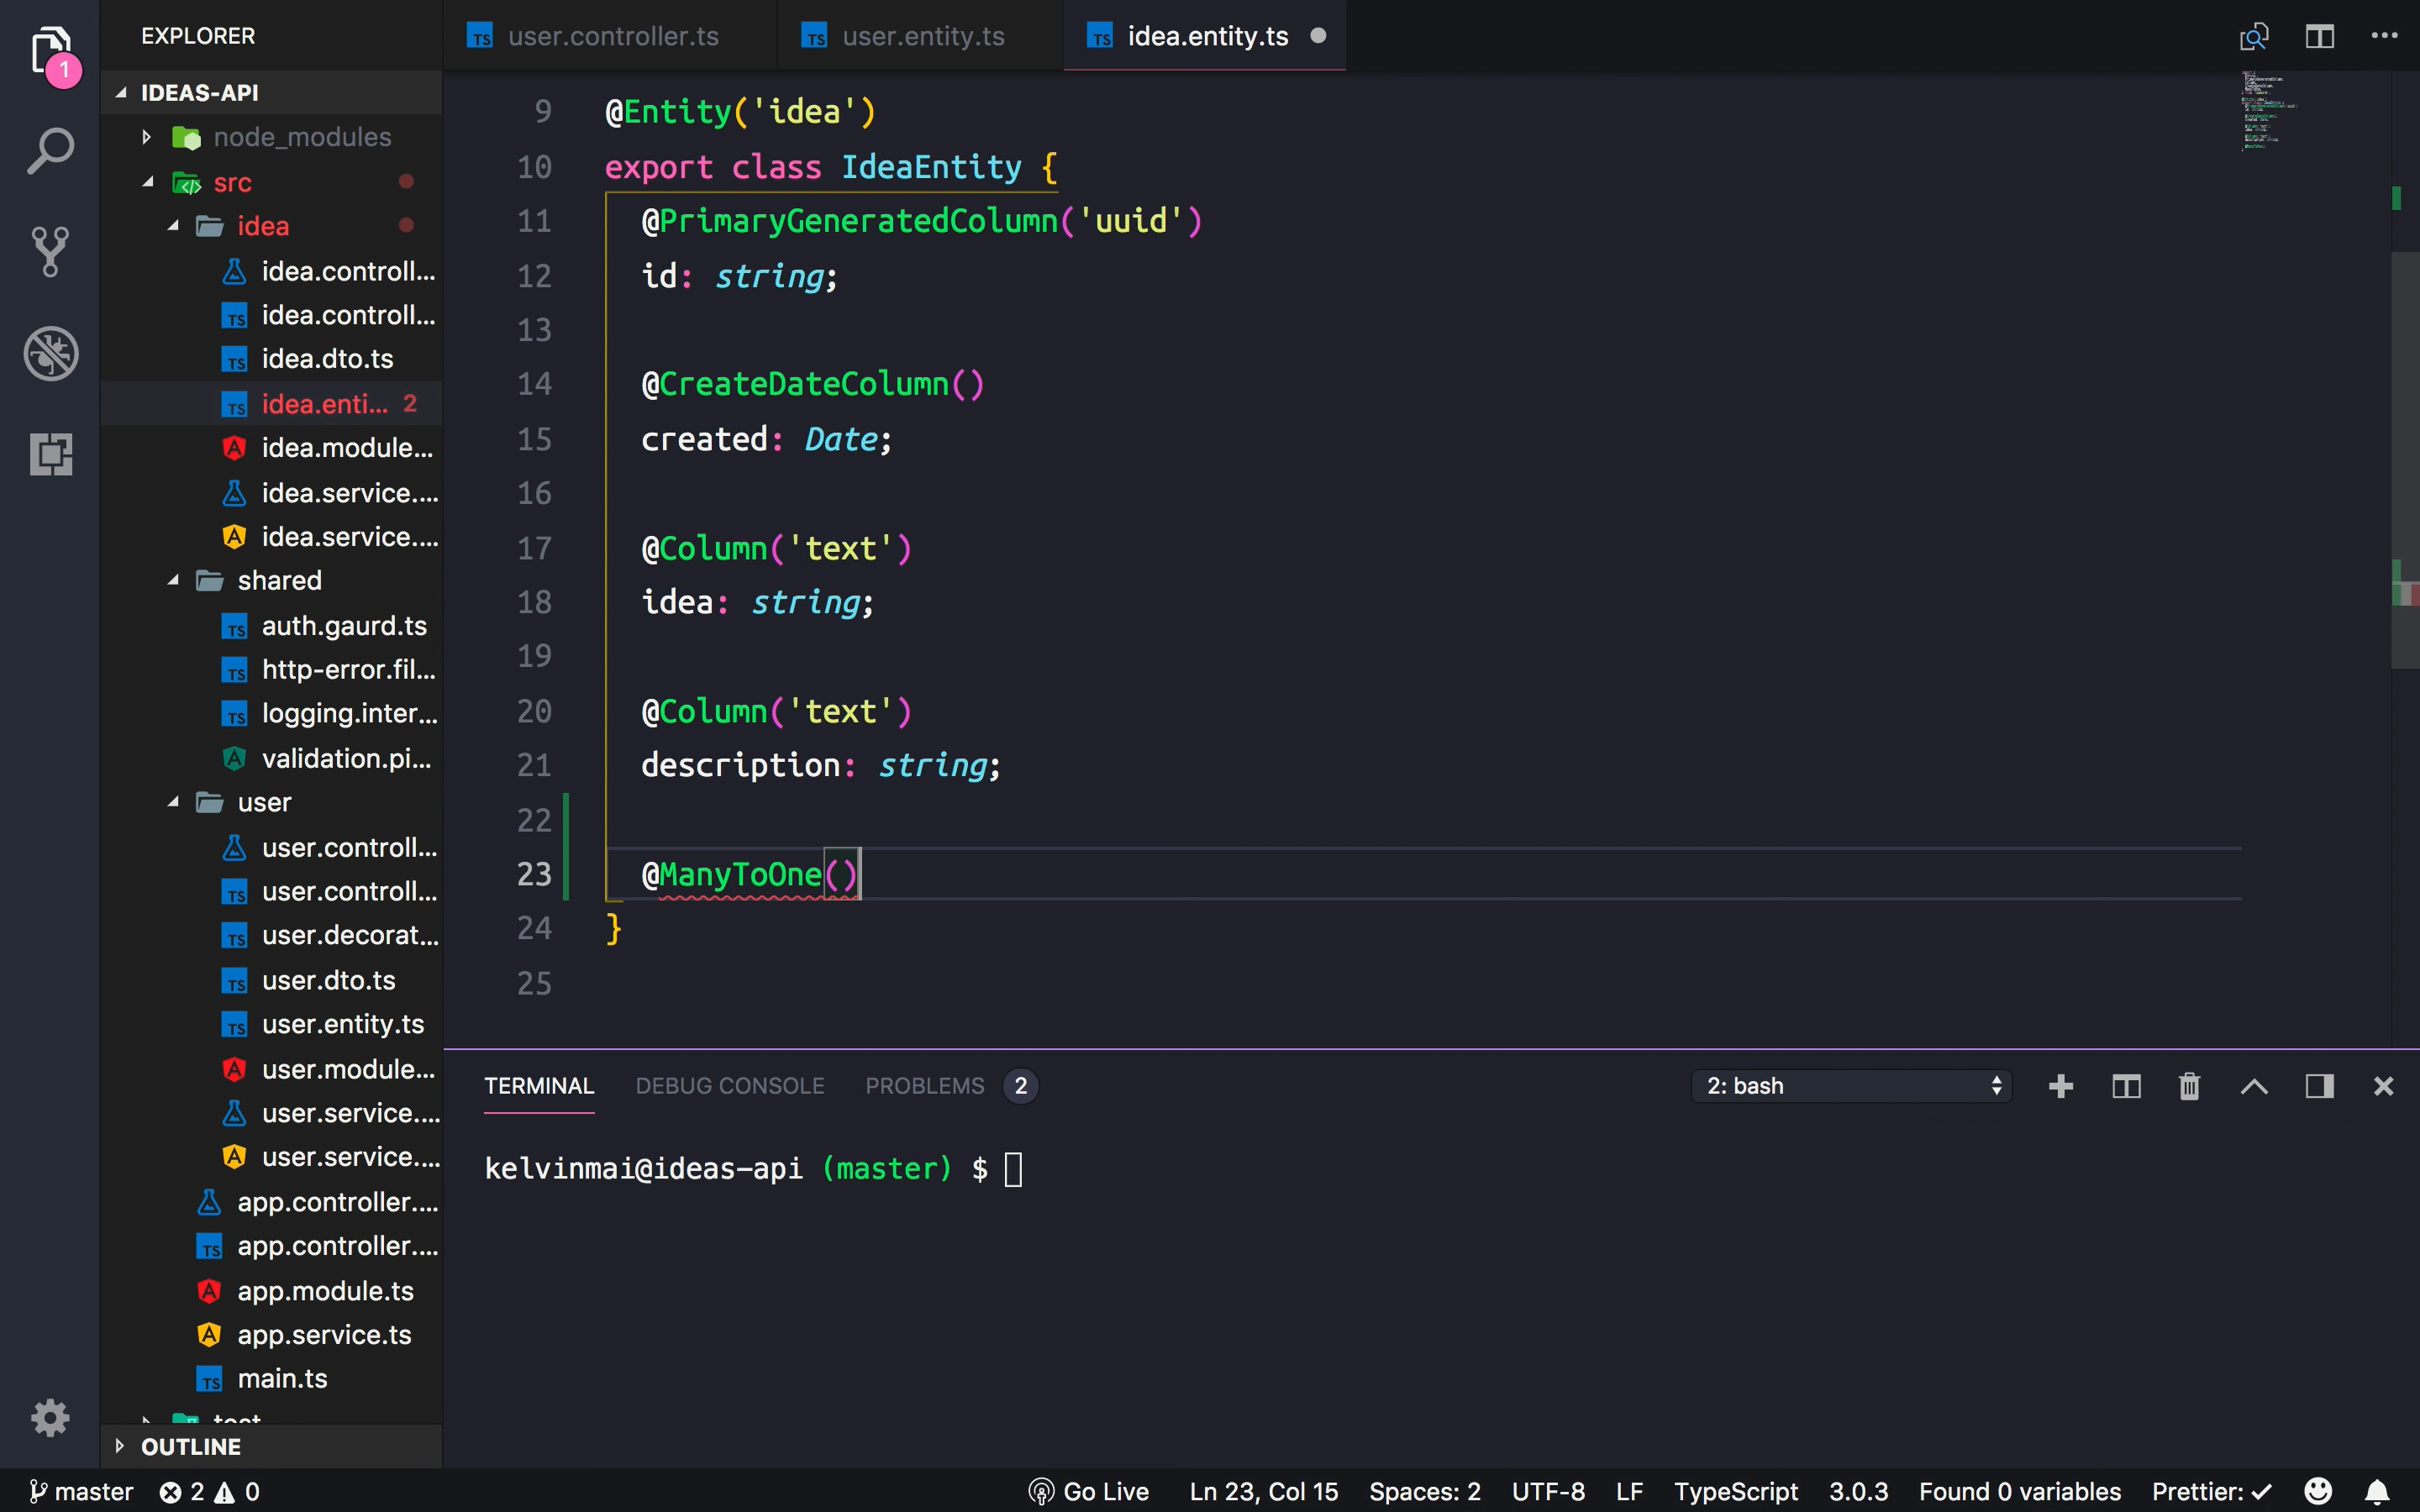 1
EXPLORER
IDEAS-API
node_modules
src
idea
idea.controll...
idea.controll...
idea.dto.ts
idea.enti... 2
idea.module...
idea.service....
idea.service....
shared
auth.gaurd.ts
http-error.fil...
logging.inter...
validation.pi...
user
user.controll...
user.controll...
user.decorat...
user.dto.ts
user.entity.ts
user.module...
user.service....
user.service....
app.controller....
app.controller....
app.module.ts
app.service.ts
main.ts
test
OUTLINE
TS user.controller.ts TS user.entity.ts TS idea.entity.ts
9 @Entity('idea')
10 export class IdeaEntity {
11 @PrimaryGeneratedColumn('uuid')
12 id: string;
13
14 @CreateDateColumn()
15 created: Date;
16
17 @Column('text')
18 idea: string;
19
20 @Column('text')
21 description: string;
22
23 @ManyToOne()
24 }
25
TERMINAL DEBUG CONSOLE PROBLEMS 2 2: bash
kelvinmai@ideas-api (master) $
master 2 0 Go Live Ln 23, Col 15 Spaces: 2 UTF-8 LF TypeScript 3.0.3 Found 0 variables Prettier: ✓